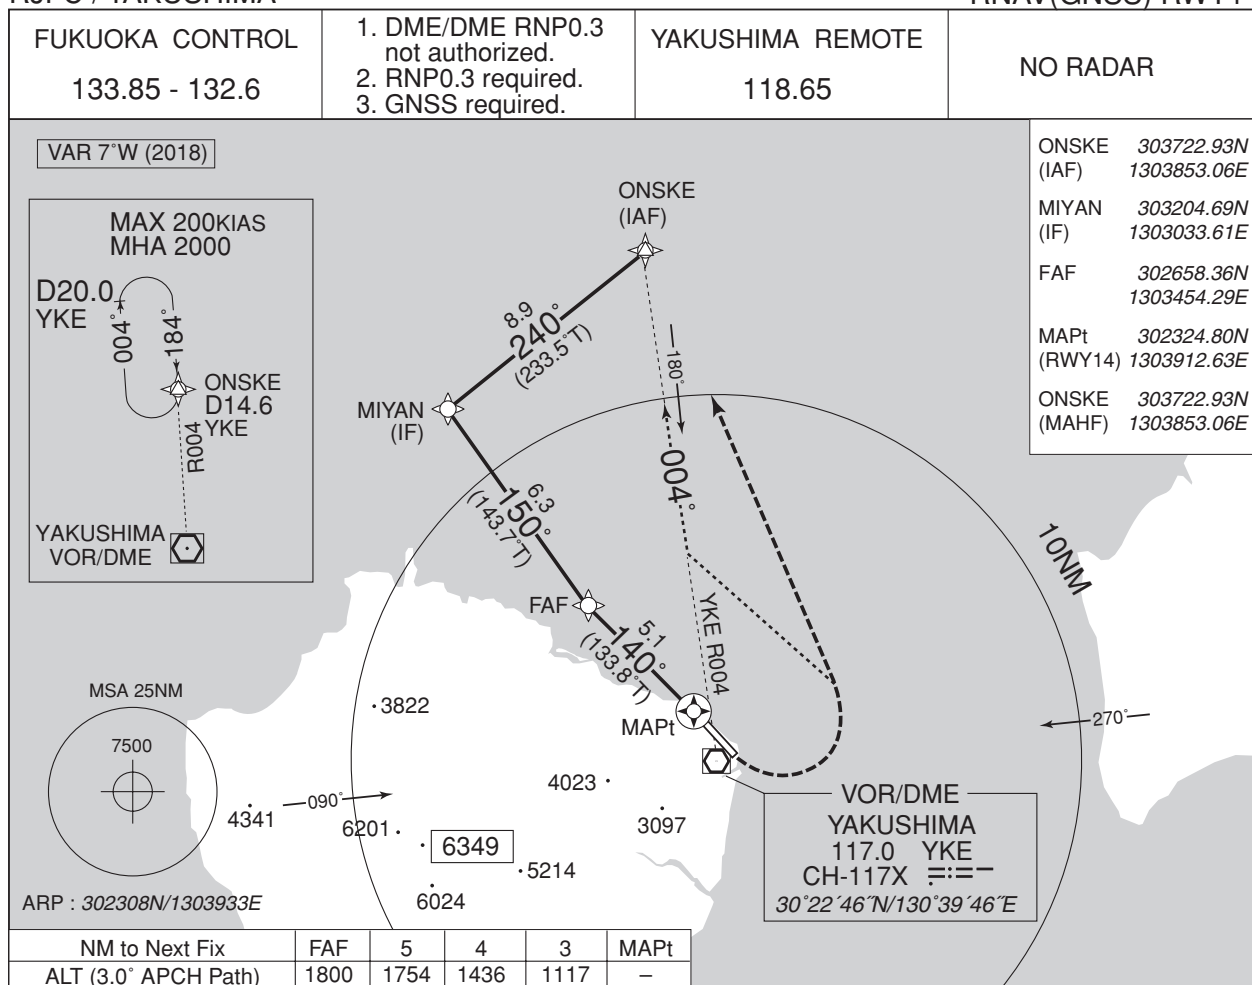 FUKUOKA CONTROL
133.85 - 132.6
1. DME/DME RNP0.3
not authorized.
2. RNP0.3 required.
3. GNSS required.
YAKUSHIMA REMOTE
118.65
NO RADAR
VAR 7°W (2018)
MAX 200KIAS
MHA 2000
D20.0
YKE
004°
184°
ONSKE
D14.6
YKE
R004
YAKUSHIMA
VOR/DME
ONSKE
(IAF)
8.9
240°
(233.5°T)
180°
MIYAN
(IF)
6.3
150°
(143.7°T)
004°
FAF
5.1
140°
(133.8°T)
YKE R004
MAPt
10NM
270°
ONSKE 303722.93N
(IAF) 1303853.06E
MIYAN 303204.69N
(IF) 1303033.61E
FAF 302658.36N
1303454.29E
MAPt 302324.80N
(RWY14) 1303912.63E
ONSKE 303722.93N
(MAHF) 1303853.06E
MSA 25NM
7500
3822
4023
3097
4341
090°
6201
6349
5214
6024
VOR/DME
YAKUSHIMA
117.0 YKE
CH-117X
30°22´46˝N/130°39´46˝E
ARP : 302308N/1303933E
NM to Next Fix FAF 5 4 3 MAPt
ALT (3.0° APCH Path) 1800 1754 1436 1117 –